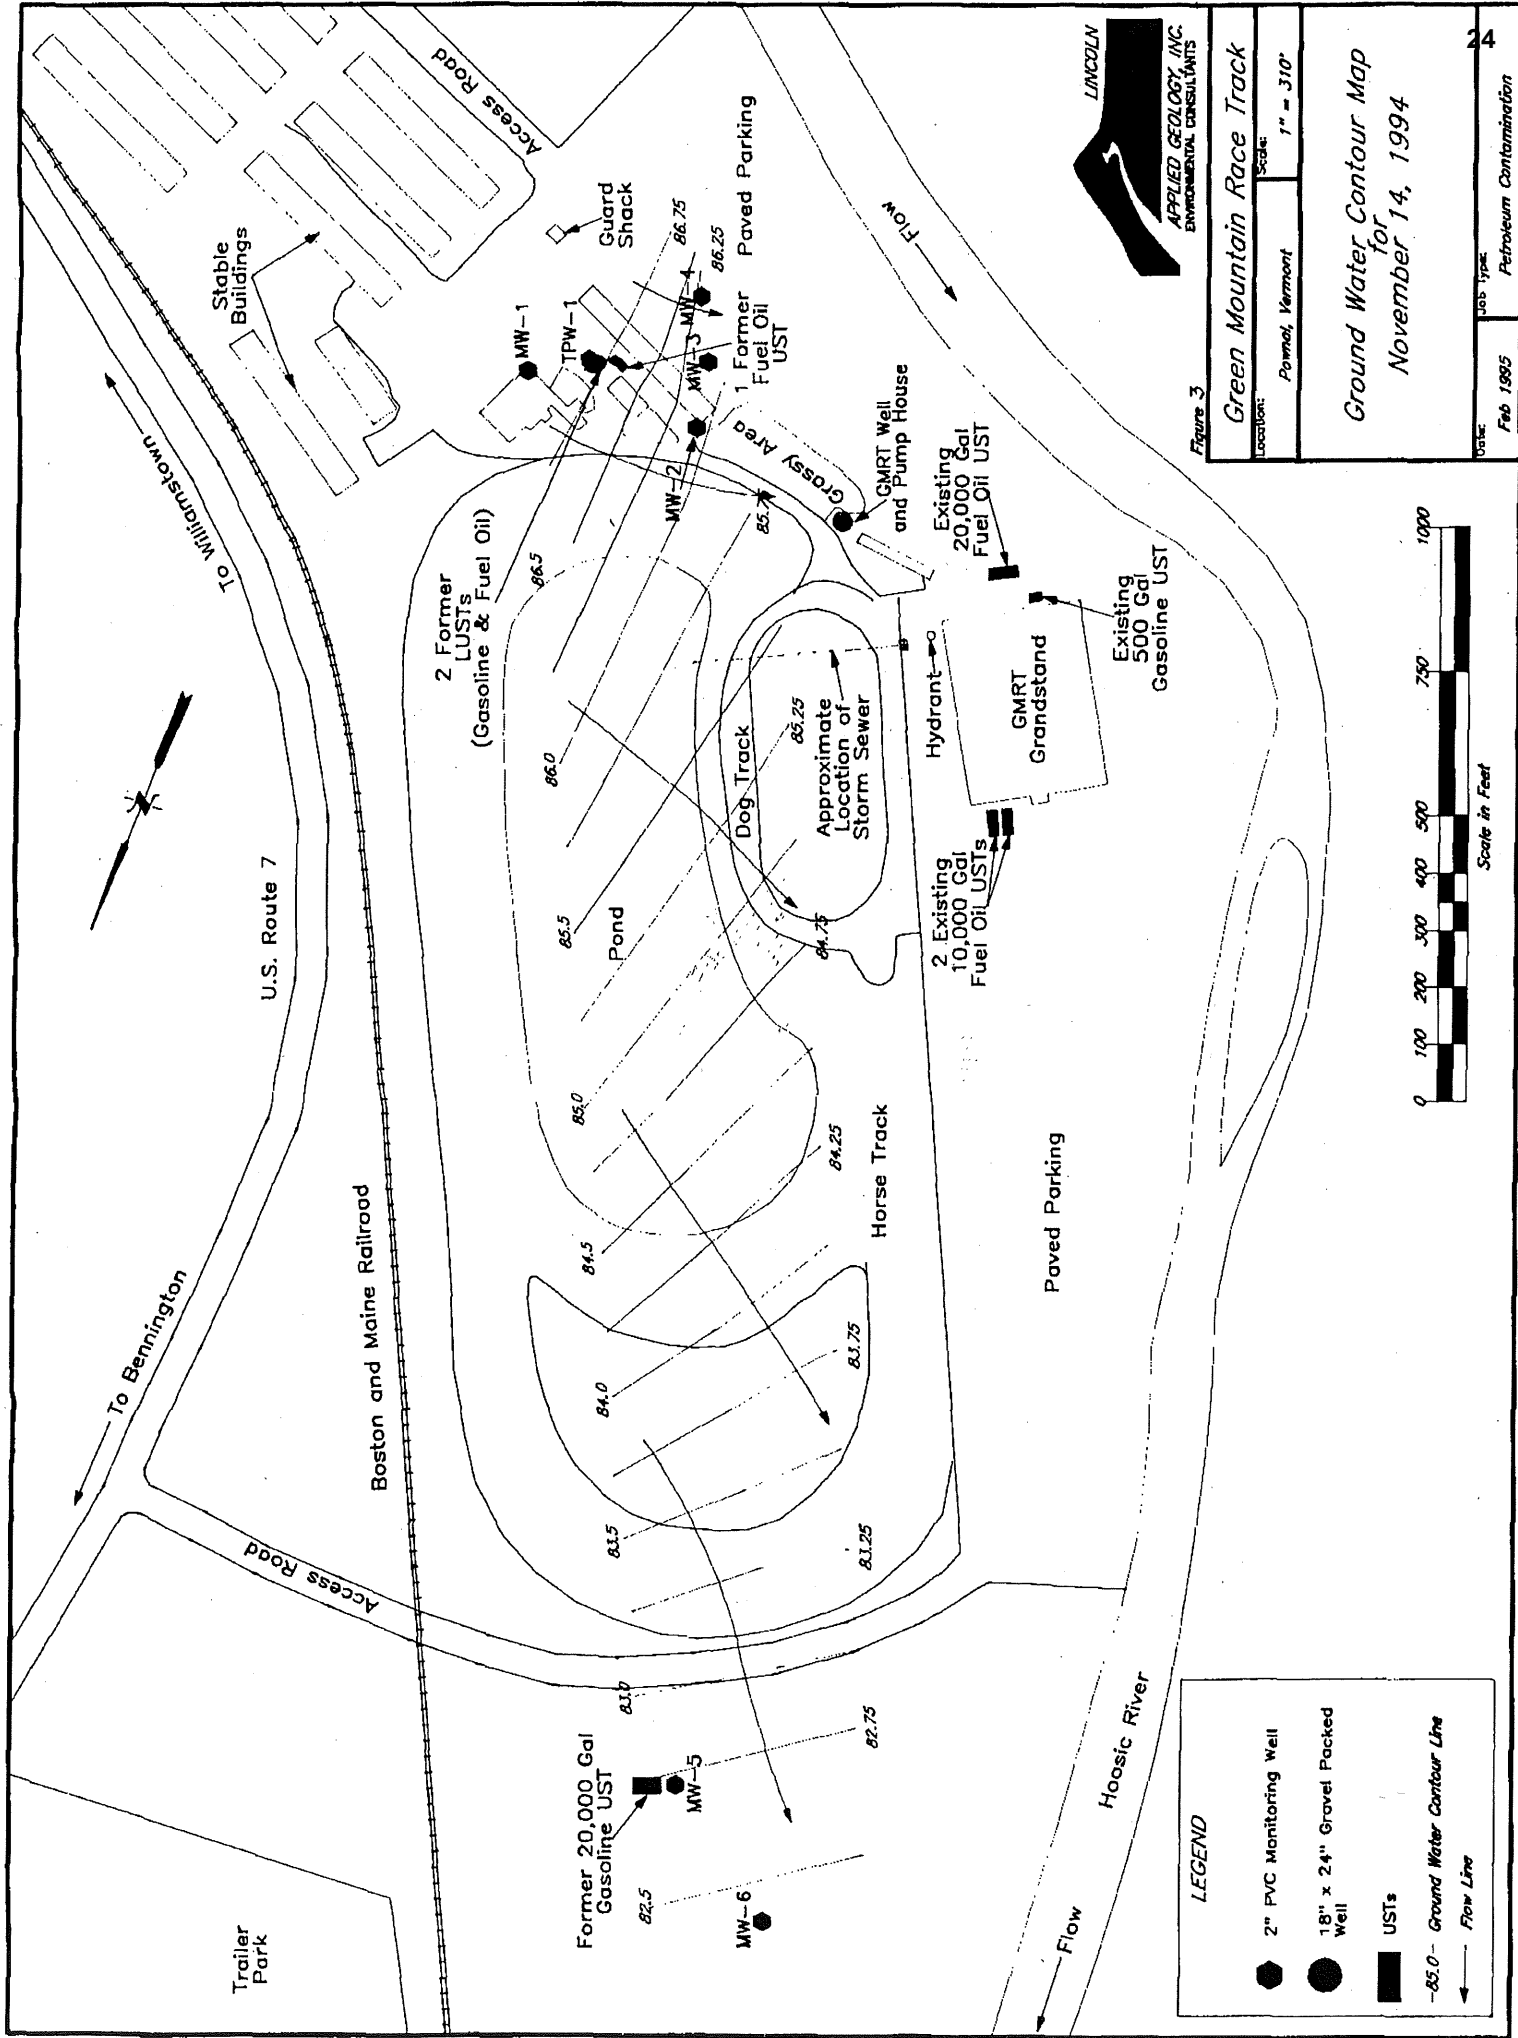 24
To Williamstown
To Bennington
U.S. Route 7
Boston and Maine Railroad
Access Road
Access Road
Trailer
Park
Stable
Buildings
Guard
Shack
Paved Parking
MW-1
TPW-1
MW-2
MW-3
MW-4
1 Former
Fuel Oil
UST
2 Former
LUSTs
(Gasoline & Fuel Oil)
Grassy Area
GMRT Well
and Pump House
Existing
20,000 Gal
Fuel Oil UST
Existing
500 Gal
Gasoline UST
Hydrant
GMRT
Grandstand
2 Existing
10,000 Gal
Fuel Oil USTs
Dog Track
Approximate
Location of
Storm Sewer
Pond
Horse Track
Paved Parking
Hoosic River
Flow
Flow
86.75
86.25
86.5
86.0
85.75
85.5
85.25
85.0
84.75
84.5
84.25
84.0
83.75
83.5
83.25
83.0
82.75
82.5
Former 20,000 Gal
Gasoline UST
MW-5
MW-6
LEGEND
2" PVC Monitoring Well
18" x 24" Gravel Packed
Well
USTs
-85.0- Ground Water Contour Line
Flow Line
0 100 200 300 400 500 750 1000
Scale in Feet
LINCOLN
APPLIED GEOLOGY, INC.
ENVIRONMENTAL CONSULTANTS
Figure 3
Green Mountain Race Track
Location:
Pownal, Vermont
Scale:
1" = 310'
Ground Water Contour Map
for
November 14, 1994
Date:
Feb 1995
Job Type:
Petroleum Contamination